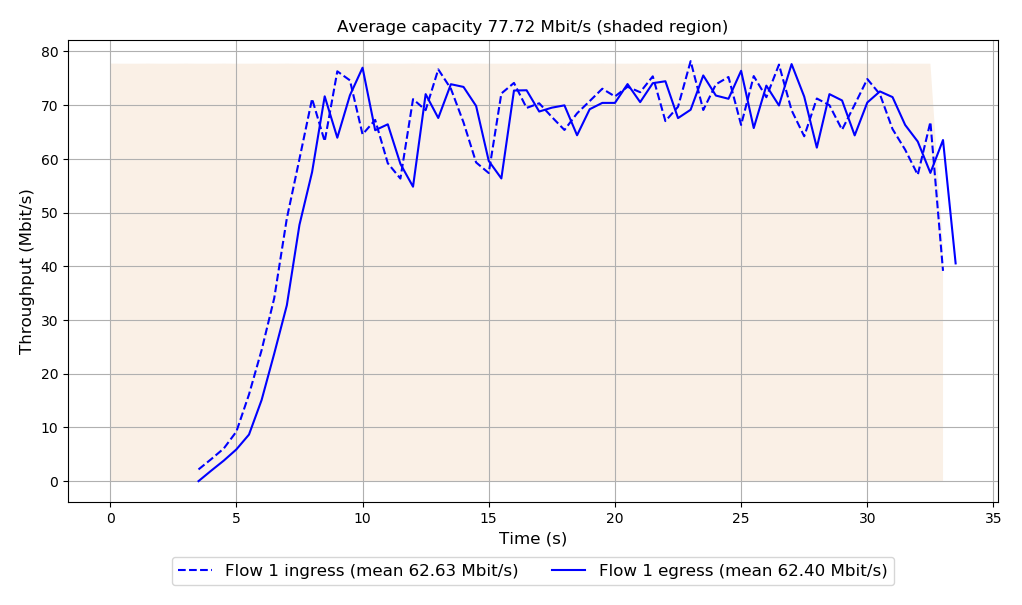 Average capacity 77.72 Mbit/s (shaded region)
80
70
60
50
40
30
20
10
0
Throughput (Mbit/s)
0 5 10 15 20 25 30 35
Time (s)
Flow 1 ingress (mean 62.63 Mbit/s) Flow 1 egress (mean 62.40 Mbit/s)